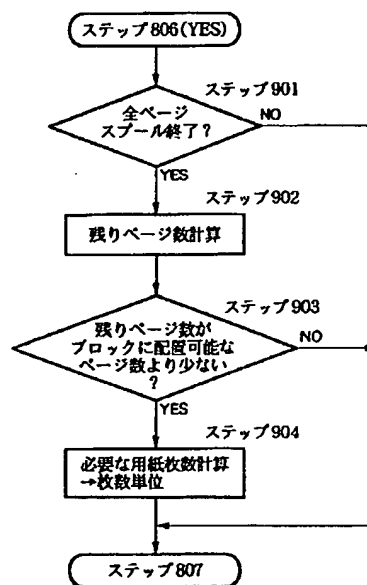 ステップ806(YES)
ステップ901
全ページ
スプール終了?
NO
YES
ステップ902
残りページ数計算
ステップ903
残りページ数が
ブロックに配置可能な
ページ数より少ない
?
NO
YES
ステップ904
必要な用紙枚数計算
→枚数単位
ステップ807